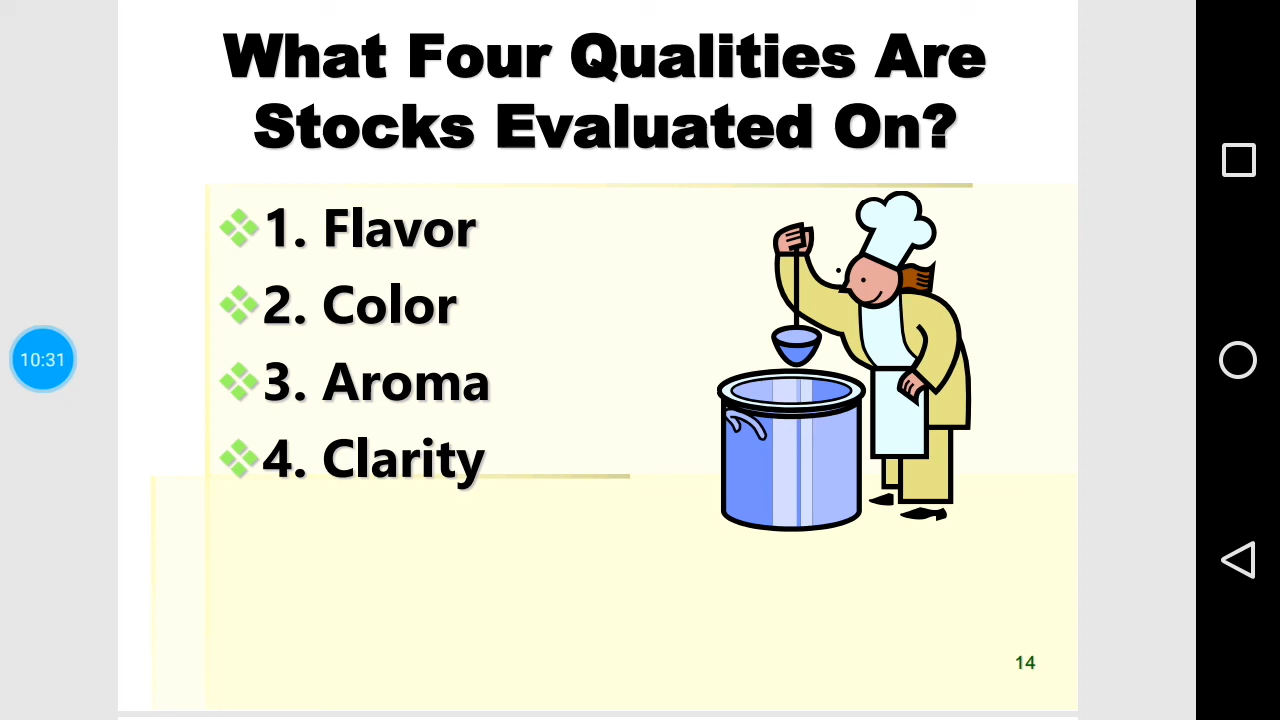 What Four Qualities Are
Stocks Evaluated On?
1. Flavor
2. Color
3. Aroma
4. Clarity
10:31
14